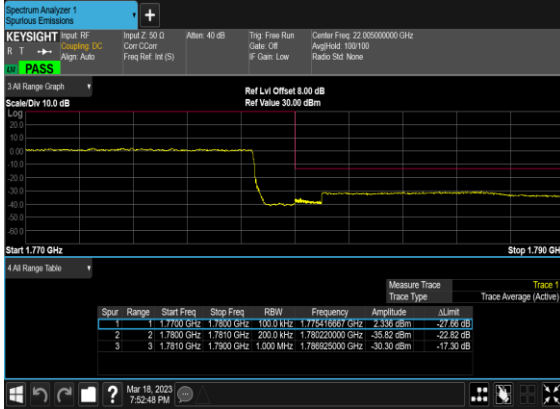 Spectrum Analyzer 1
Spurious Emissions
KEYSIGHT
R T
Input: RF
Coupling: DC
Align: Auto
Input Z: 50 Ω
Corr CCorr
Freq Ref: Int (S)
Atten: 40 dB
Trig: Free Run
Gate: Off
IF Gain: Low
Center Freq: 22.005000000 GHz
Avg|Hold: 100/100
Radio Std: None
PASS
3 All Range Graph
Scale/Div 10.0 dB
Ref Lvl Offset 8.00 dB
Ref Value 30.00 dBm
Log
20.0
10.0
0.00
-10.0
-20.0
-30.0
-40.0
-50.0
-60.0
Start 1.770 GHz
Stop 1.790 GH
4 All Range Table
Measure Trace Trace 1
Trace Type Trace Average (Active)
Spur Range Start Freq Stop Freq RBW Frequency Amplitude ΔLimit
1 1 1.7700 GHz 1.7800 GHz 100.0 kHz 1.775416667 GHz 2.336 dBm -27.66 dB
2 2 1.7800 GHz 1.7810 GHz 200.0 kHz 1.780220000 GHz -35.82 dBm -22.82 dB
3 3 1.7810 GHz 1.7900 GHz 1.000 MHz 1.786925000 GHz -30.30 dBm -17.30 dB
Mar 18, 2023
7:52:48 PM